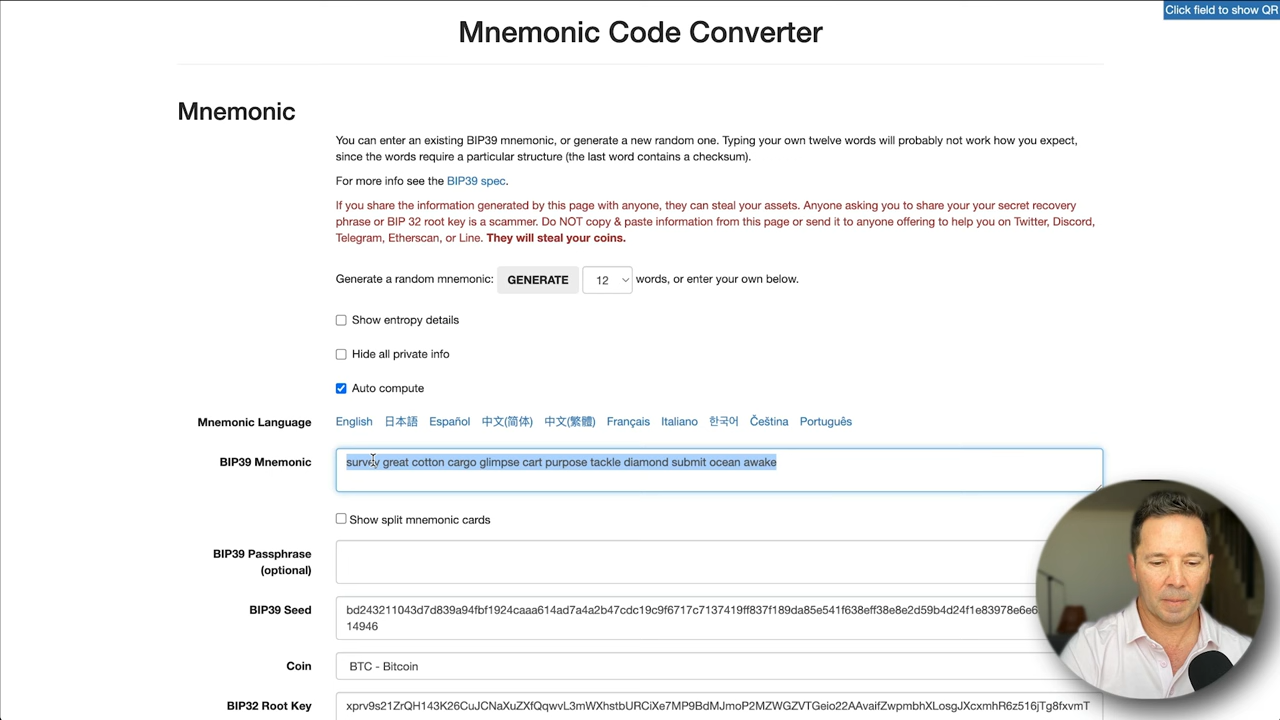 Click field to show QR
Mnemonic Code Converter
Mnemonic
You can enter an existing BIP39 mnemonic, or generate a new random one. Typing your own twelve words will probably not work how you expect,
since the words require a particular structure (the last word contains a checksum).
For more info see the BIP39 spec.
If you share the information generated by this page with anyone, they can steal your assets. Anyone asking you to share your your secret recovery
phrase or BIP 32 root key is a scammer. Do NOT copy & paste information from this page or send it to anyone offering to help you on Twitter, Discord,
Telegram, Etherscan, or Line. They will steal your coins.
Generate a random mnemonic: GENERATE 12 words, or enter your own below.
Show entropy details
Hide all private info
Auto compute
Mnemonic Language English 日本語 Español 中文(简体) 中文(繁體) Français Italiano 한국어 Čeština Português
BIP39 Mnemonic survey great cotton cargo glimpse cart purpose tackle diamond submit ocean awake
Show split mnemonic cards
BIP39 Passphrase
(optional)
BIP39 Seed bd243211043d7d839a94fbf1924caaa614ad7a4a2b47cdc19c9f6717c7137419ff837f189da85e541f638eff38e8e2d59b4d24f1e83978e6e6
14946
Coin BTC - Bitcoin
BIP32 Root Key xprv9s21ZrQH143K26CuJCNaXuZXfQqwvL3mWXhstbURCiXe7MP9BdMJmoP2MZWGZVTGeio22AAvaifZwpmbhXLosgJXcxmhR6z516jTg8fxvmT